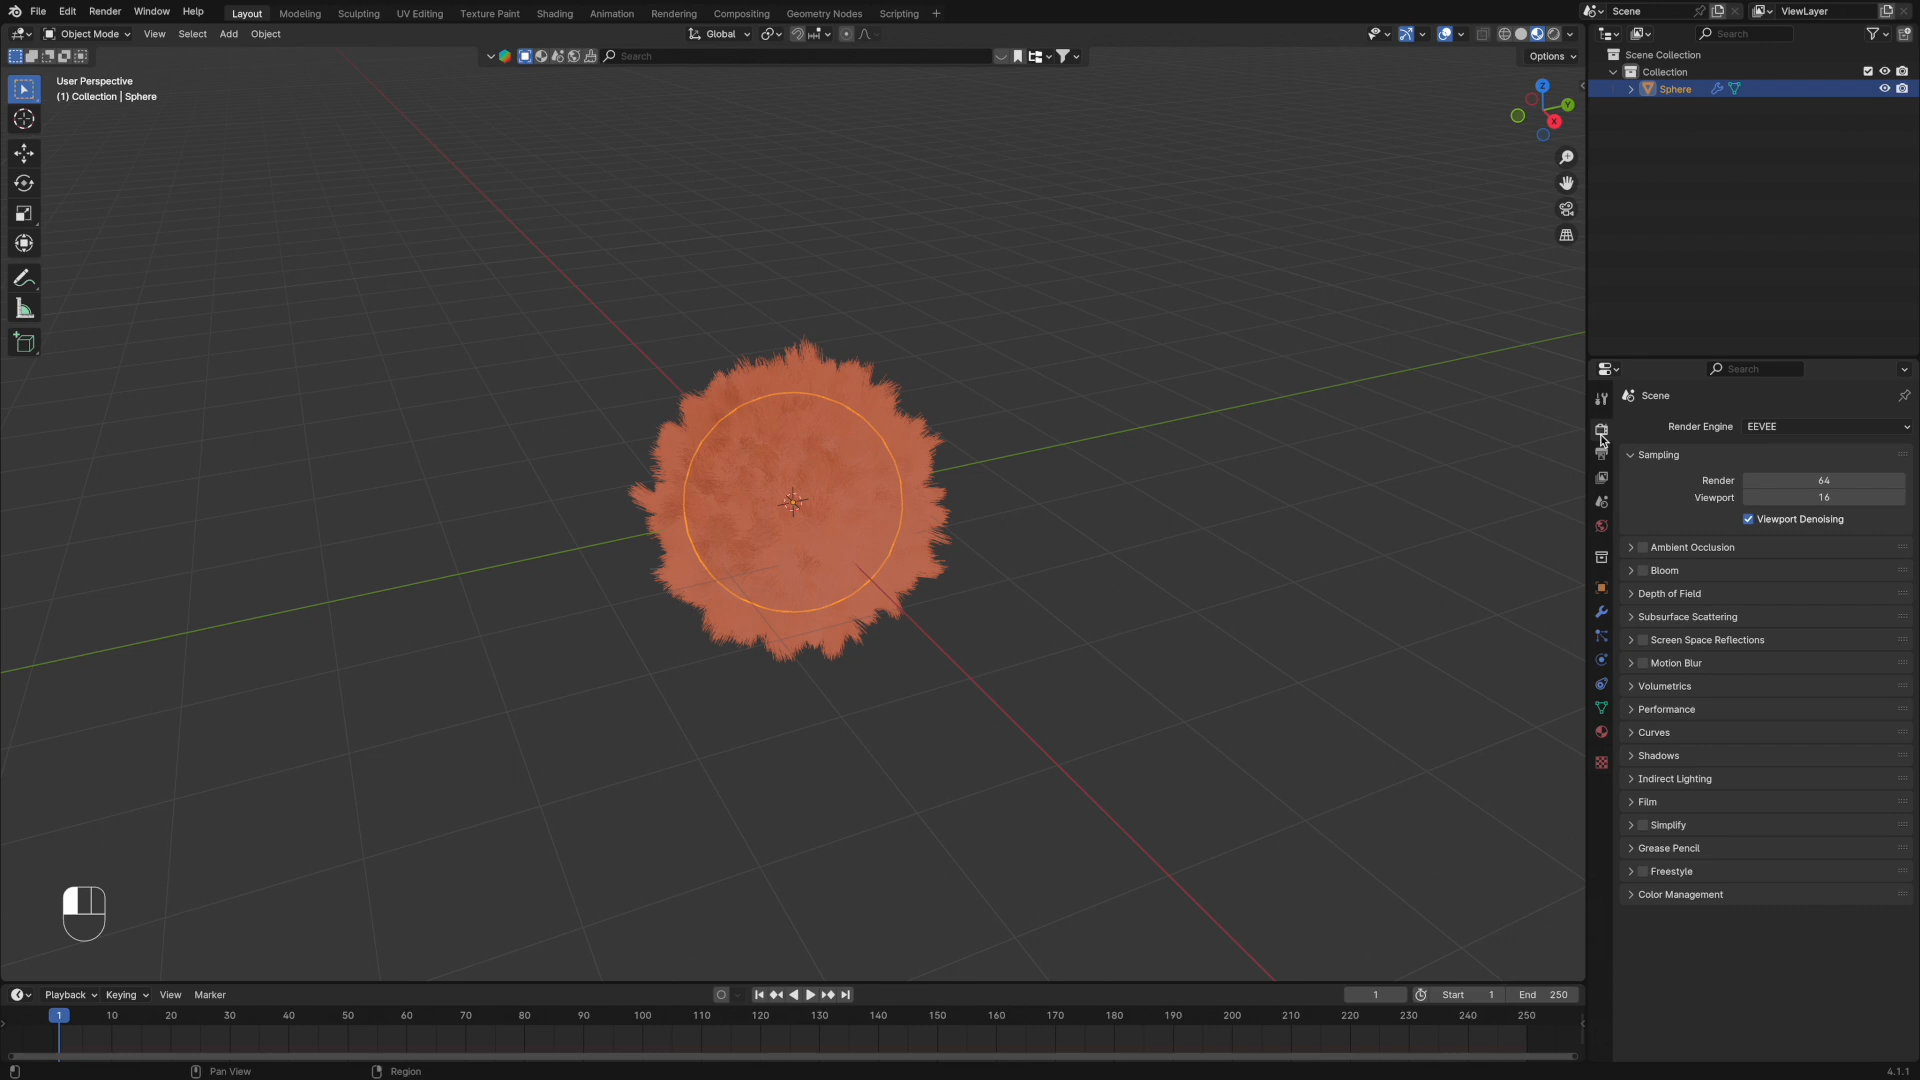 File Edit Render Window Help Layout Modeling Sculpting UV Editing Texture Paint Shading Animation Rendering Compositing Geometry Nodes Scripting + Scene ViewLayer
Object Mode View Select Add Object Global Search
Search Options
User Perspective
(1) Collection | Sphere
Z
Y
X
Scene Collection
Collection
Sphere
Search
Scene
Render Engine EEVEE
Sampling
Render 64
Viewport 16
Viewport Denoising
Ambient Occlusion
Bloom
Depth of Field
Subsurface Scattering
Screen Space Reflections
Motion Blur
Volumetrics
Performance
Curves
Shadows
Indirect Lighting
Film
Simplify
Grease Pencil
Freestyle
Color Management
Playback Keying View Marker 1 Start 1 End 250
1 10 20 30 40 50 60 70 80 90 100 110 120 130 140 150 160 170 180 190 200 210 220 230 240 250
Pan View Region 4.1.1